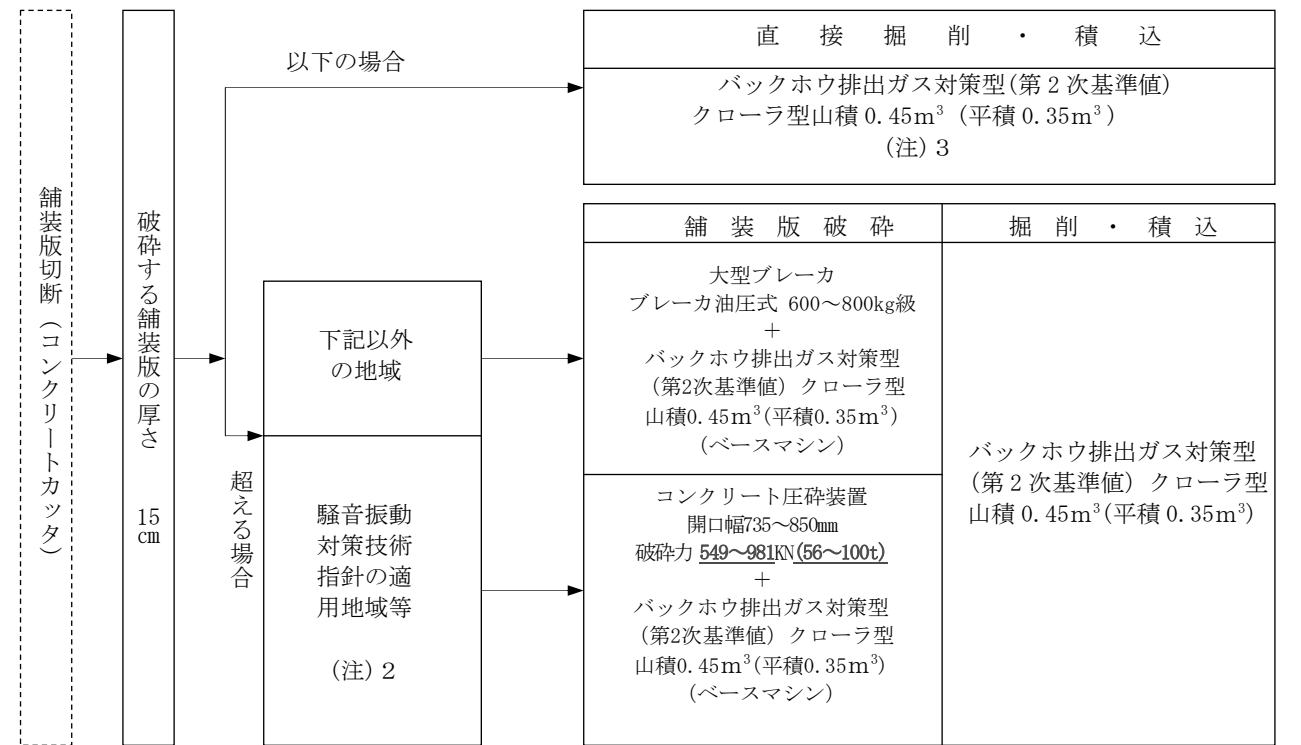 舗装版切断（コンクリートカッタ）
破砕する舗装版の厚さ 15cm
以下の場合
超える場合
直接掘削・積込
バックホウ排出ガス対策型(第２次基準値)
クローラ型山積 0.45m³ (平積 0.35m³)
(注) 3
下記以外
の地域
騒音振動
対策技術
指針の適
用地域等
(注) 2
舗装版破砕
大型ブレーカ
ブレーカ油圧式 600～800kg級
＋
バックホウ排出ガス対策型
(第2次基準値) クローラ型
山積0.45m³(平積0.35m³)
(ベースマシン)
コンクリート圧砕装置
開口幅735～850㎜
破砕力 549～981KN(56～100t)
＋
バックホウ排出ガス対策型
(第2次基準値) クローラ型
山積0.45m³(平積0.35m³)
(ベースマシン)
掘削・積込
バックホウ排出ガス対策型
(第２次基準値) クローラ型
山積 0.45m³(平積 0.35m³)